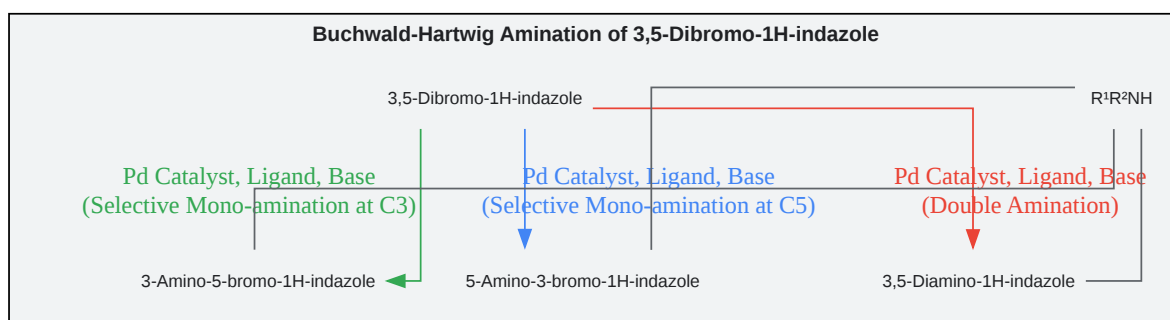 Buchwald-Hartwig Amination of 3,5-Dibromo-1H-indazole
3,5-Dibromo-1H-indazole
R¹R²NH
Pd Catalyst, Ligand, Base
(Selective Mono-amination at C3)
Pd Catalyst, Ligand, Base
(Selective Mono-amination at C5)
Pd Catalyst, Ligand, Base
(Double Amination)
3-Amino-5-bromo-1H-indazole
5-Amino-3-bromo-1H-indazole
3,5-Diamino-1H-indazole